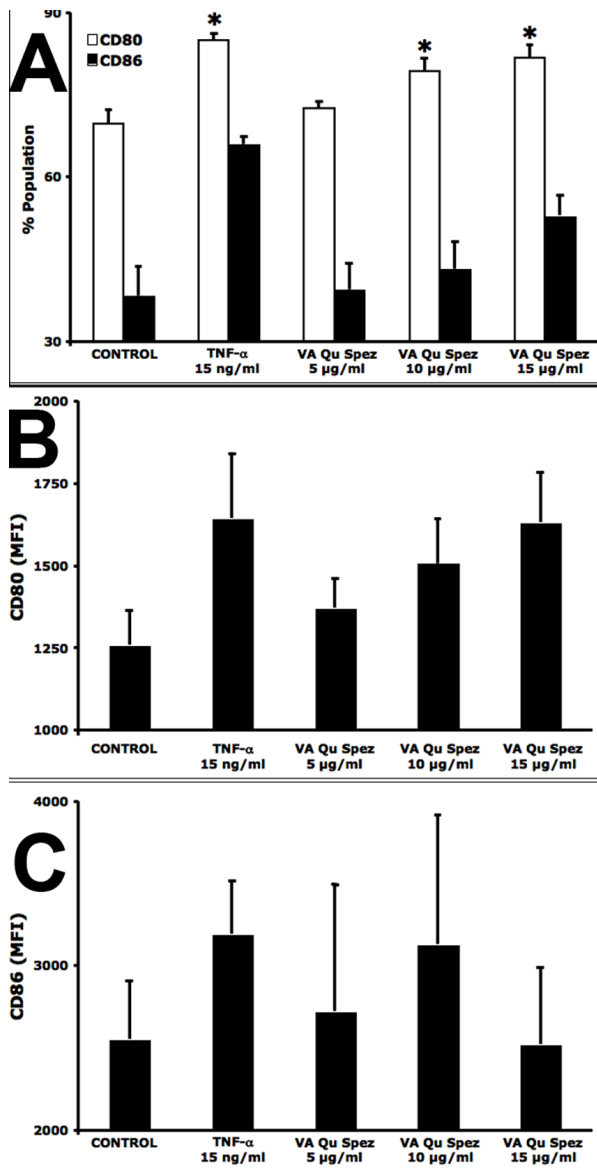 A
90
60
30
% Population
CD80
CD86
*
*
*
CONTROL
TNF-α
15 ng/ml
VA Qu Spez
5 µg/ml
VA Qu Spez
10 µg/ml
VA Qu Spez
15 µg/ml
B
2000
1750
1500
1250
1000
CD80 (MFI)
CONTROL
TNF-α
15 ng/ml
VA Qu Spez
5 µg/ml
VA Qu Spez
10 µg/ml
VA Qu Spez
15 µg/ml
C
4000
3000
2000
CD86 (MFI)
CONTROL
TNF-α
15 ng/ml
VA Qu Spez
5 µg/ml
VA Qu Spez
10 µg/ml
VA Qu Spez
15 µg/ml